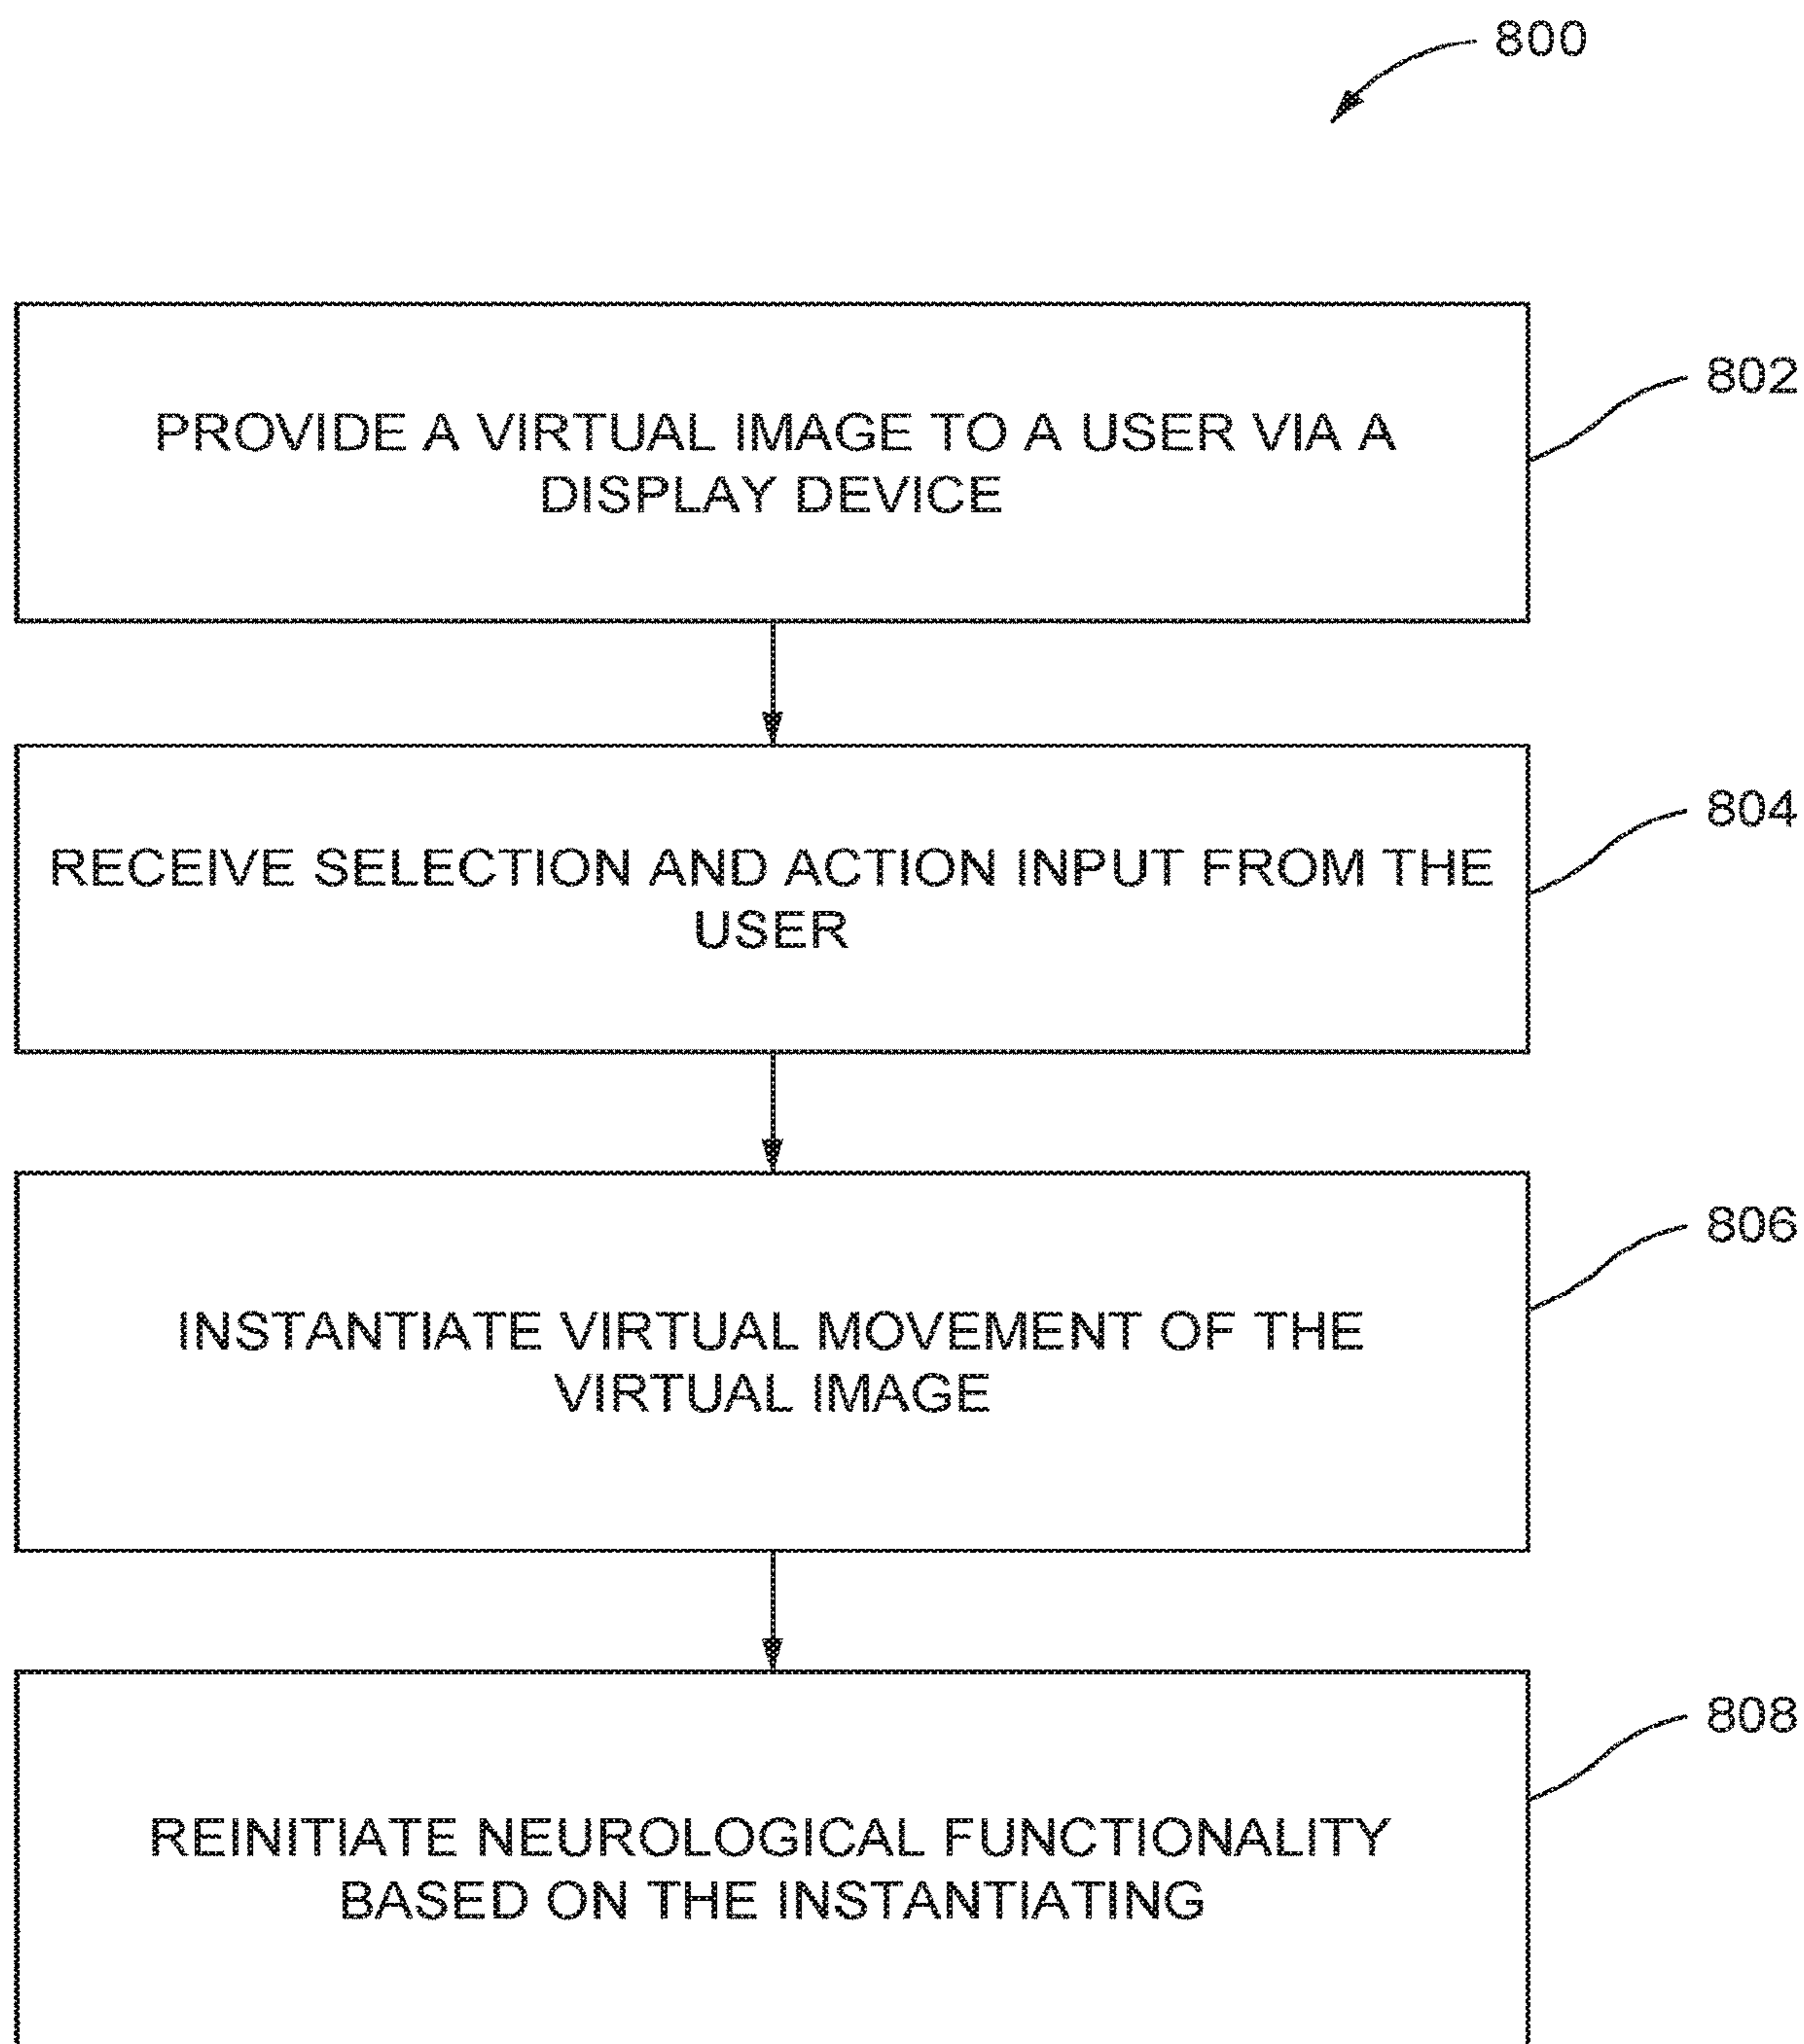 800
PROVIDE A VIRTUAL IMAGE TO A USER VIA A
DISPLAY DEVICE
802
RECEIVE SELECTION AND ACTION INPUT FROM THE
USER
804
INSTANTIATE VIRTUAL MOVEMENT OF THE
VIRTUAL IMAGE
806
REINITIATE NEUROLOGICAL FUNCTIONALITY
BASED ON THE INSTANTIATING
808